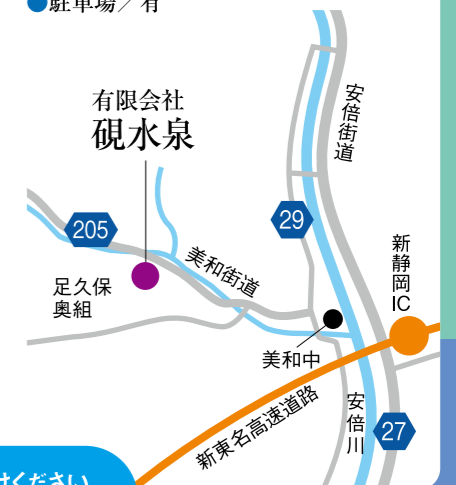 ●駐車場／有
有限会社
硯水泉
安倍街道
205
29
美和街道
新静岡IC
足久保
奥組
美和中
新東名高速道路
安倍川
27
けください